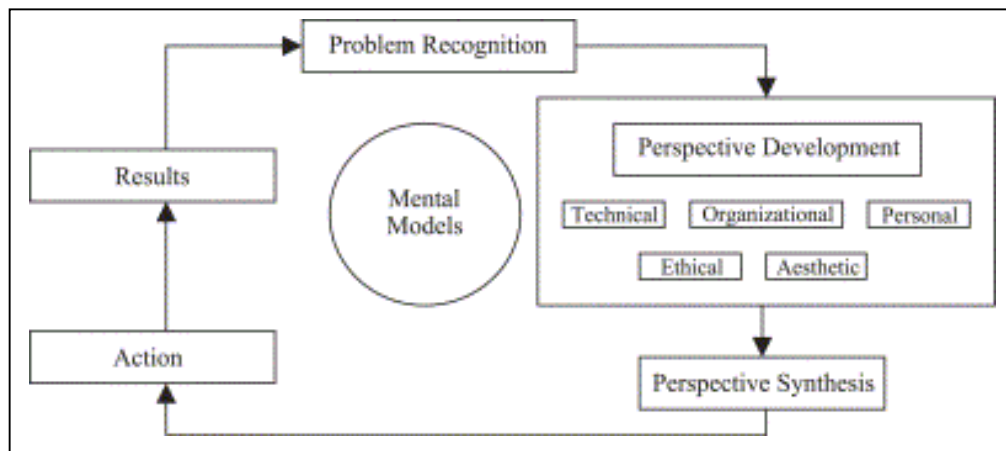 Problem Recognition
Perspective Development
Technical
Organizational
Personal
Ethical
Aesthetic
Perspective Synthesis
Action
Results
Mental
Models